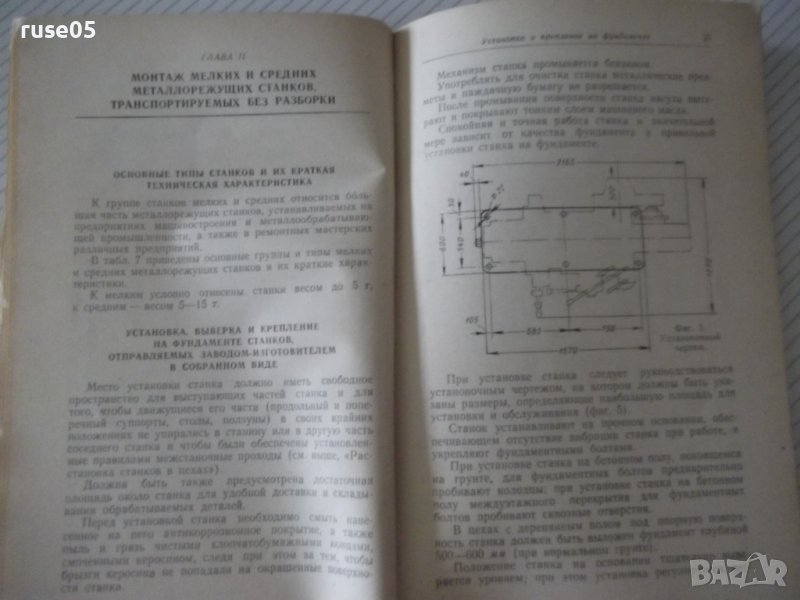 ruse05
ГЛАВА II
МОНТАЖ МЕЛКИХ И СРЕДНИХ
МЕТАЛЛОРЕЖУЩИХ СТАНКОВ,
ТРАНСПОРТИРУЕМЫХ БЕЗ РАЗБОРКИ
ОСНОВНЫЕ ТИПЫ СТАНКОВ И ИХ КРАТКАЯ
ТЕХНИЧЕСКАЯ ХАРАКТЕРИСТИКА
К группе станков мелких и средних относится боль-
шая часть металлорежущих станков, устанавливаемых на
предприятиях машиностроения и металлообрабатываю-
щей промышленности, а также в ремонтных мастерских
различных предприятий.
В табл. 7 приведены основные группы и типы мелких
и средних металлорежущих станков и их краткие харак-
теристики.
К мелким условно отнесены станки весом до 5 т,
к средним — весом 5—15 т.
УСТАНОВКА, ВЫВЕРКА И КРЕПЛЕНИЕ
НА ФУНДАМЕНТЕ СТАНКОВ,
ОТПРАВЛЯЕМЫХ ЗАВОДОМ-ИЗГОТОВИТЕЛЕМ
В СОБРАННОМ ВИДЕ
Место установки станка должно иметь свободное
пространство для выступающих частей станка и для
того, чтобы движущиеся его части (продольный и попе-
речный суппорты, столы, ползуны) в своих крайних
положениях не упирались в станину или в другую часть
соседнего станка и чтобы были обеспечены установлен-
ные правилами межстаночные проходы (см. выше, «Рас-
становка станков в цехах»).
Должна быть также предусмотрена достаточная
площадь около станка для удобной доставки и склады-
вания обрабатываемых деталей.
Перед установкой станка необходимо смыть нане-
сенное на него антикоррозионное покрытие, а также
пыль и грязь чистыми хлопчатобумажными концами,
смоченными керосином, следя при этом за тем, чтобы
брызги керосина не попадали на окрашенные поверхно-
сти станка.
Установка и крепление на фундаменте
Механизм станка промывается бензином.
Употреблять для очистки станка металлические пред-
меты и наждачную бумагу не разрешается.
После промывания поверхности станка насухо выти-
рают и покрывают тонким слоем машинного масла.
Спокойная и точная работа станка в значительной
мере зависит от качества фундамента и правильной
установки станка на фундаменте.
2165
40
500
50
600
540
1270
105
585
750
1570
Фиг. 5.
Установочный
чертеж.
При установке станка следует руководствоваться
установочным чертежом, на котором должны быть ука-
заны размеры, определяющие наибольшую площадь для
установки и обслуживания (фиг. 5).
Станок устанавливают на прочном основании, обес-
печивающем отсутствие вибрации станка при работе, и
укрепляют фундаментными болтами.
При установке станка на бетонном полу, покоящемся
на грунте, для фундаментных болтов предварительно
пробивают колодцы; при установке станка на бетонном
полу междуэтажного перекрытия для фундаментных
болтов пробивают сквозные отверстия.
В цехах с деревянным полом под опорную поверх-
ность станка должен быть выложен фундамент глубиной
500—600 мм (при нормальном грунте).
Положение станка на основании тщательно выве-
ряется уровнем; при этом установка
BAZAR